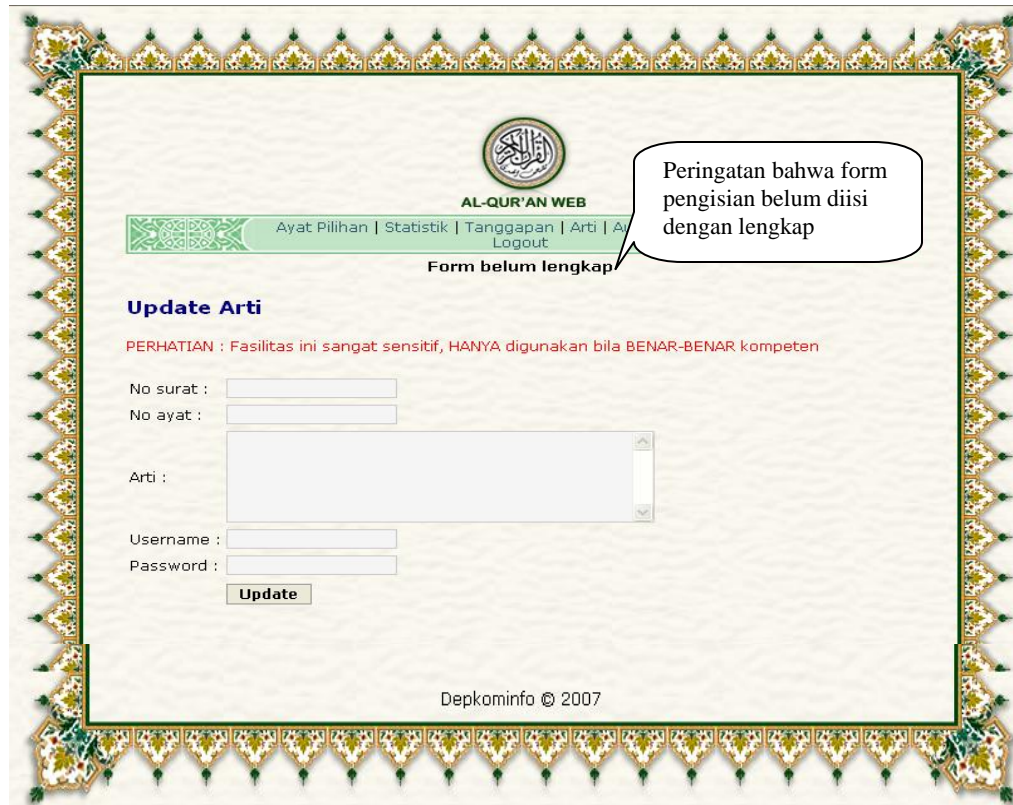 AL-QUR'AN WEB
Peringatan bahwa form
pengisian belum diisi
dengan lengkap
Ayat Pilihan | Statistik | Tanggapan | Arti |
Logout
Form belum lengkap
Update Arti
PERHATIAN : Fasilitas ini sangat sensitif, HANYA digunakan bila BENAR-BENAR kompeten
No surat :
No ayat :
Arti :
Username :
Password :
Update
Depkominfo © 2007